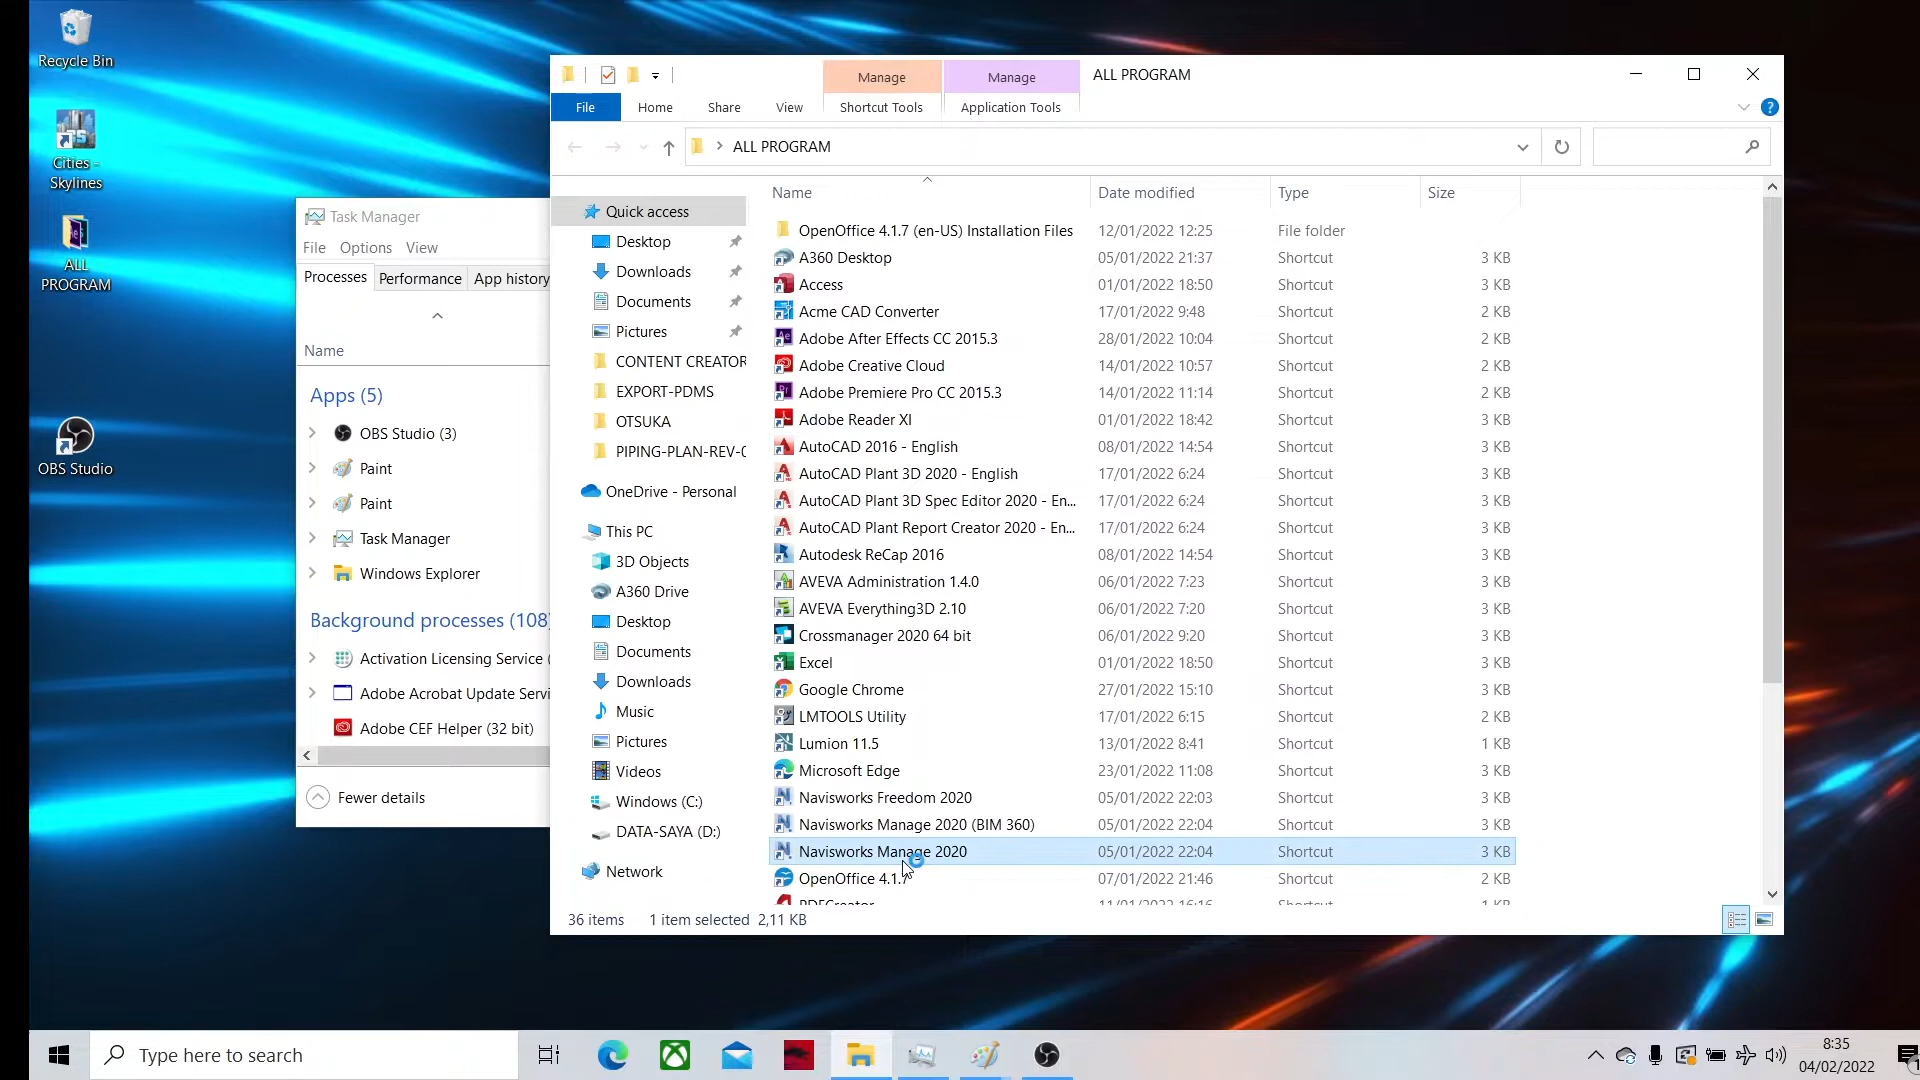 Recycle Bin
Cities -
Skylines
ALL
PROGRAM
OBS Studio
Task Manager
File Options View
Processes Performance App history
Name
Apps (5)
OBS Studio (3)
Paint
Paint
Task Manager
Windows Explorer
Background processes (108)
Activation Licensing Service (
Adobe Acrobat Update Servi
Adobe CEF Helper (32 bit)
Fewer details
Manage Manage ALL PROGRAM
File Home Share View Shortcut Tools Application Tools
ALL PROGRAM
Quick access
Desktop
Downloads
Documents
Pictures
CONTENT CREATOR
EXPORT-PDMS
OTSUKA
PIPING-PLAN-REV-0
OneDrive - Personal
This PC
3D Objects
A360 Drive
Desktop
Documents
Downloads
Music
Pictures
Videos
Windows (C:)
DATA-SAYA (D:)
Network
Name Date modified Type Size
OpenOffice 4.1.7 (en-US) Installation Files 12/01/2022 12:25 File folder
A360 Desktop 05/01/2022 21:37 Shortcut 3 KB
Access 01/01/2022 18:50 Shortcut 3 KB
Acme CAD Converter 17/01/2022 9:48 Shortcut 2 KB
Adobe After Effects CC 2015.3 28/01/2022 10:04 Shortcut 2 KB
Adobe Creative Cloud 14/01/2022 10:57 Shortcut 2 KB
Adobe Premiere Pro CC 2015.3 14/01/2022 11:14 Shortcut 2 KB
Adobe Reader XI 01/01/2022 18:42 Shortcut 3 KB
AutoCAD 2016 - English 08/01/2022 14:54 Shortcut 3 KB
AutoCAD Plant 3D 2020 - English 17/01/2022 6:24 Shortcut 3 KB
AutoCAD Plant 3D Spec Editor 2020 - En... 17/01/2022 6:24 Shortcut 3 KB
AutoCAD Plant Report Creator 2020 - En... 17/01/2022 6:24 Shortcut 3 KB
Autodesk ReCap 2016 08/01/2022 14:54 Shortcut 3 KB
AVEVA Administration 1.4.0 06/01/2022 7:23 Shortcut 3 KB
AVEVA Everything3D 2.10 06/01/2022 7:20 Shortcut 3 KB
Crossmanager 2020 64 bit 06/01/2022 9:20 Shortcut 3 KB
Excel 01/01/2022 18:50 Shortcut 3 KB
Google Chrome 27/01/2022 15:10 Shortcut 3 KB
LMTOOLS Utility 17/01/2022 6:15 Shortcut 2 KB
Lumion 11.5 13/01/2022 8:41 Shortcut 1 KB
Microsoft Edge 23/01/2022 11:08 Shortcut 3 KB
Navisworks Freedom 2020 05/01/2022 22:03 Shortcut 3 KB
Navisworks Manage 2020 (BIM 360) 05/01/2022 22:04 Shortcut 3 KB
Navisworks Manage 2020 05/01/2022 22:04 Shortcut 3 KB
OpenOffice 4.1.7 07/01/2022 21:46 Shortcut 2 KB
PDFCreator 11/01/2022 16:16 Shortcut 1 KB
36 items 1 item selected 2,11 KB
Type here to search
8:35
04/02/2022